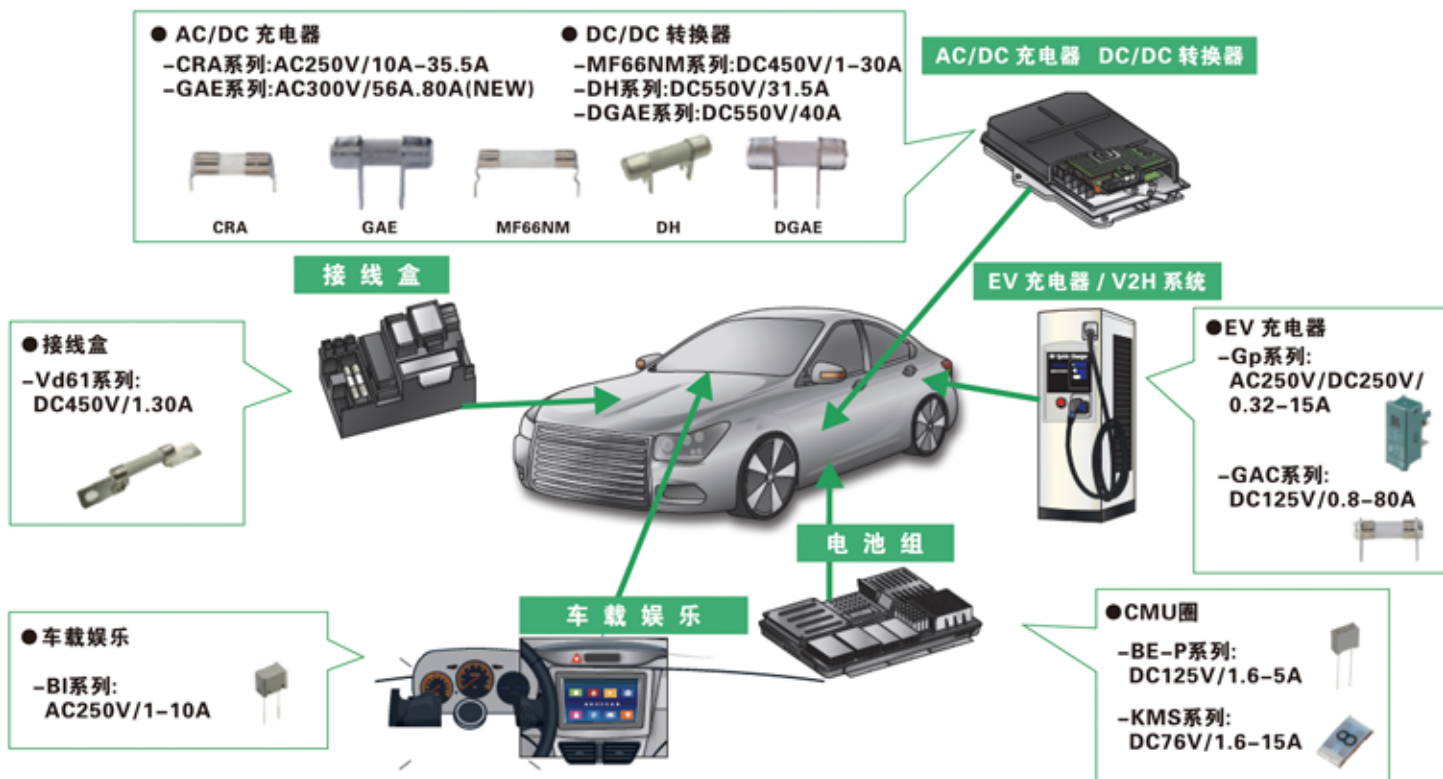 ● AC/DC 充电器
–CRA系列:AC250V/10A–35.5A
–GAE系列:AC300V/56A.80A(NEW)
● DC/DC 转换器
–MF66NM系列:DC450V/1–30A
–DH系列:DC550V/31.5A
–DGAE系列:DC550V/40A
CRA GAE MF66NM DH DGAE
AC/DC 充电器 DC/DC 转换器
接线盒
EV 充电器 / V2H 系统
●接线盒
–Vd61系列:
DC450V/1.30A
Quick Charger
●EV 充电器
–Gp系列:
AC250V/DC250V/
0.32–15A
–GAC系列:
DC125V/0.8–80A
电池组
车载娱乐
●车载娱乐
–BI系列:
AC250V/1–10A
●CMU圈
–BE–P系列:
DC125V/1.6–5A
–KMS系列:
DC76V/1.6–15A